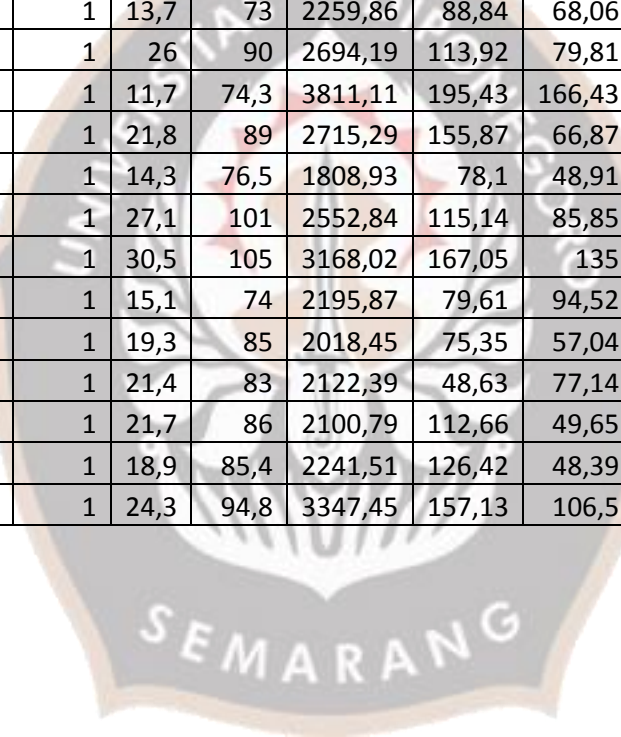 1 13,7 73 2259,86 88,84 68,06
1 26 90 2694,19 113,92 79,81
1 11,7 74,3 3811,11 195,43 166,43
1 21,8 89 2715,29 155,87 66,87
1 14,3 76,5 1808,93 78,1 48,91
1 27,1 101 2552,84 115,14 85,85
1 30,5 105 3168,02 167,05 135
1 15,1 74 2195,87 79,61 94,52
1 19,3 85 2018,45 75,35 57,04
1 21,4 83 2122,39 48,63 77,14
1 21,7 86 2100,79 112,66 49,65
1 18,9 85,4 2241,51 126,42 48,39
1 24,3 94,8 3347,45 157,13 106,5
SEMARANG